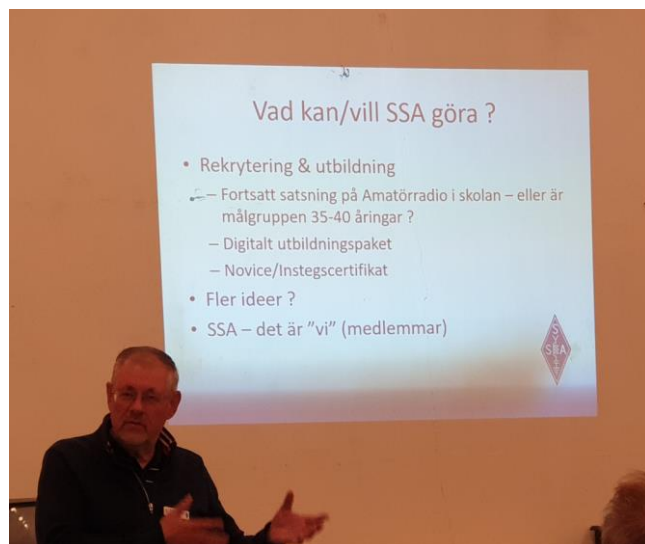 Vad kan/vill SSA göra ?
• Rekrytering & utbildning
– Fortsatt satsning på Amatörradio i skolan – eller är
målgruppen 35-40 åringar ?
– Digitalt utbildningspaket
– Novice/Instegscertifikat
• Fler ideer ?
• SSA – det är ”vi” (medlemmar)
SSA